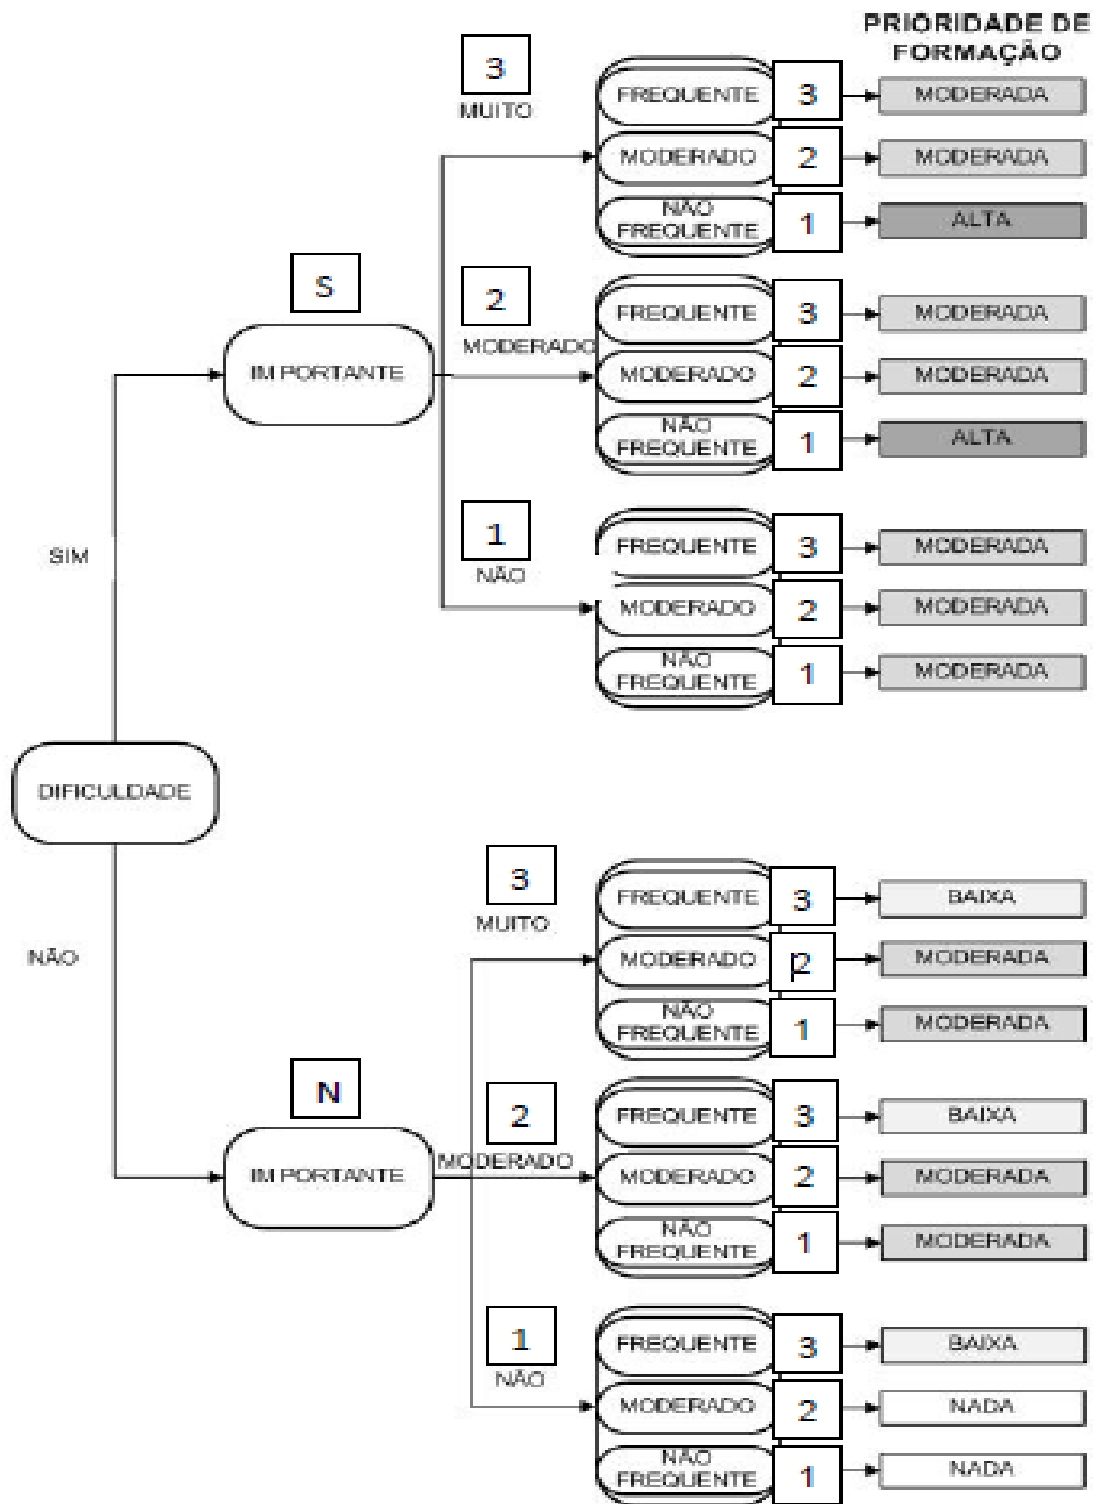 PRIORIDADE DE
FORMAÇÃO
3
MUITO
FREQUENTE 3 MODERADA
MODERADO 2 MODERADA
NÃO
FREQUENTE 1 ALTA
S
IMPORTANTE
2
MODERADO
FREQUENTE 3 MODERADA
MODERADO 2 MODERADA
NÃO
FREQUENTE 1 ALTA
1
NÃO
FREQUENTE 3 MODERADA
MODERADO 2 MODERADA
NÃO
FREQUENTE 1 MODERADA
SIM
DIFICULDADE
NÃO
3
MUITO
FREQUENTE 3 BAIXA
MODERADO 2 MODERADA
NÃO
FREQUENTE 1 MODERADA
N
IMPORTANTE
2
MODERADO
FREQUENTE 3 BAIXA
MODERADO 2 MODERADA
NÃO
FREQUENTE 1 MODERADA
1
NÃO
FREQUENTE 3 BAIXA
MODERADO 2 NADA
NÃO
FREQUENTE 1 NADA